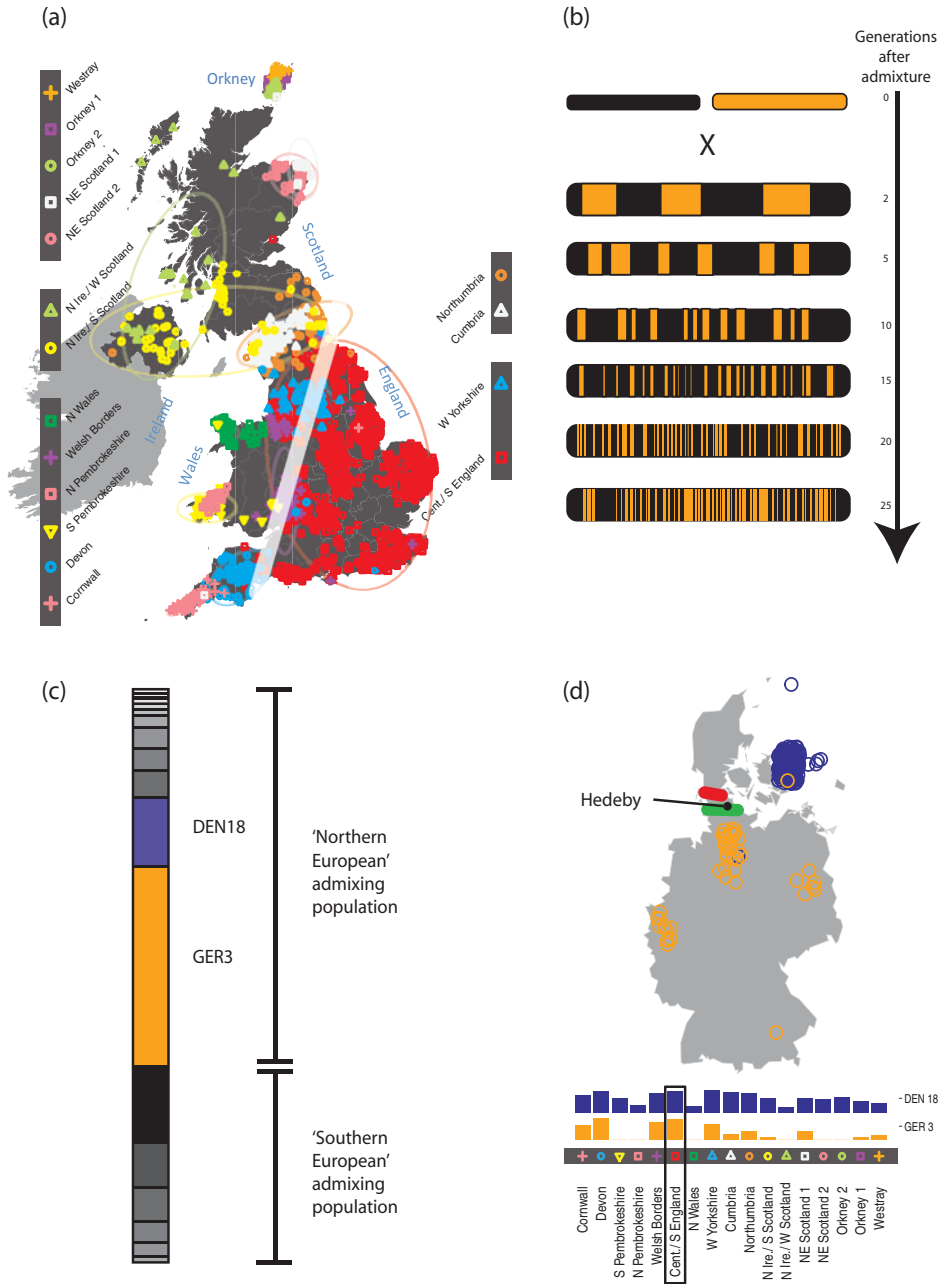 (a)
Orkney
Westray
Orkney 1
Orkney 2
NE Scotland 1
NE Scotland 2
Scotland
N Ire./ W Scotland
N Ire./ S Scotland
Northumbria
Cumbria
Ireland
England
Wales
N Wales
Welsh Borders
N Pembrokeshire
S Pembrokeshire
Devon
Cornwall
W Yorkshire
Cent./ S England
(b)
Generations
after
admixture
0
X
2
5
10
15
20
25
(c)
DEN18
GER3
‘Northern
European’
admixing
population
‘Southern
European’
admixing
population
(d)
Hedeby
DEN 18
GER 3
Cornwall
Devon
S Pembrokeshire
N Pembrokeshire
Welsh Borders
Cent./ S England
N Wales
W Yorkshire
Cumbria
Northumbria
N Ire./ S Scotland
N Ire./ W Scotland
NE Scotland 1
NE Scotland 2
Orkney 2
Orkney 1
Westray